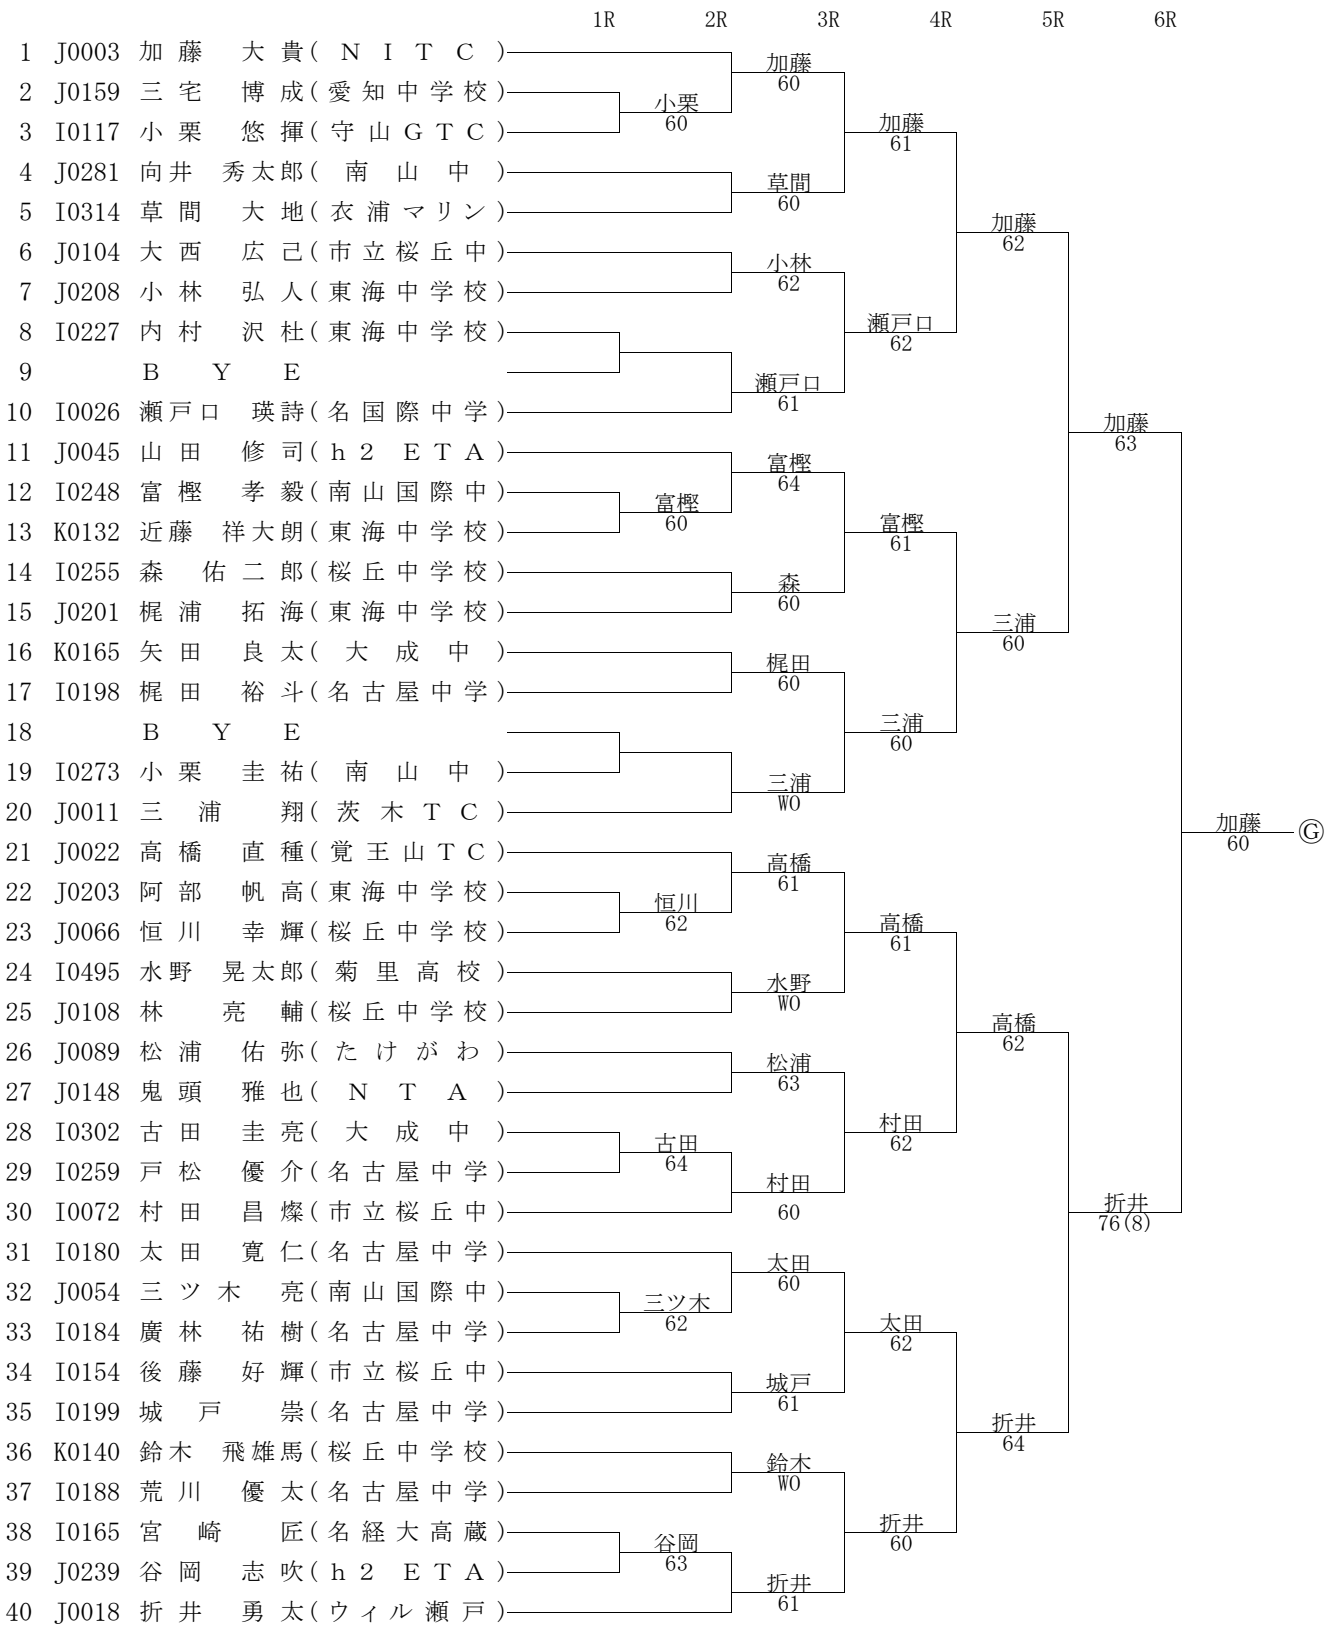 1R 2R 3R 4R 5R 6R
1 J0003 加藤 大貴(NITC)
加藤
60
2 J0159 三宅 博成(愛知中学校)
小栗
60
3 I0117 小栗 悠揮(守山GTC)
加藤
61
4 J0281 向井 秀太郎(南山中)
草間
60
5 I0314 草間 大地(衣浦マリン)
加藤
62
6 J0104 大西 広己(市立桜丘中)
小林
62
7 J0208 小林 弘人(東海中学校)
8 I0227 内村 沢杜(東海中学校)
瀬戸口
62
9 BYE
瀬戸口
61
10 I0026 瀬戸口 瑛詩(名国際中学)
加藤
63
11 J0045 山田 修司(h2 ETA)
富樫
64
12 I0248 富樫 孝毅(南山国際中)
富樫
60
13 K0132 近藤 祥大朗(東海中学校)
富樫
61
14 I0255 森 佑二郎(桜丘中学校)
森
60
15 J0201 梶浦 拓海(東海中学校)
三浦
60
16 K0165 矢田 良太(大成中)
梶田
60
17 I0198 梶田 裕斗(名古屋中学)
18 BYE
三浦
60
19 I0273 小栗 圭祐(南山中)
三浦
W0
20 J0011 三浦 翔(茨木TC)
加藤
60
Ⓖ
21 J0022 高橋 直種(覚王山TC)
高橋
61
22 J0203 阿部 帆高(東海中学校)
恒川
62
23 J0066 恒川 幸輝(桜丘中学校)
高橋
61
24 I0495 水野 晃太郎(菊里高校)
水野
W0
25 J0108 林 亮輔(桜丘中学校)
高橋
62
26 J0089 松浦 佑弥(たけがわ)
松浦
63
27 J0148 鬼頭 雅也(NTA)
28 I0302 古田 圭亮(大成中)
村田
62
古田
64
29 I0259 戸松 優介(名古屋中学)
村田
60
30 I0072 村田 昌燦(市立桜丘中)
折井
76(8)
31 I0180 太田 寛仁(名古屋中学)
太田
60
32 J0054 三ツ木 亮(南山国際中)
三ツ木
62
33 I0184 廣林 祐樹(名古屋中学)
太田
62
34 I0154 後藤 好輝(市立桜丘中)
城戸
61
35 I0199 城戸 崇(名古屋中学)
折井
64
36 K0140 鈴木 飛雄馬(桜丘中学校)
鈴木
W0
37 I0188 荒川 優太(名古屋中学)
38 I0165 宮崎 匠(名経大高蔵)
折井
60
谷岡
63
39 J0239 谷岡 志吹(h2 ETA)
折井
61
40 J0018 折井 勇太(ウィル瀬戸)